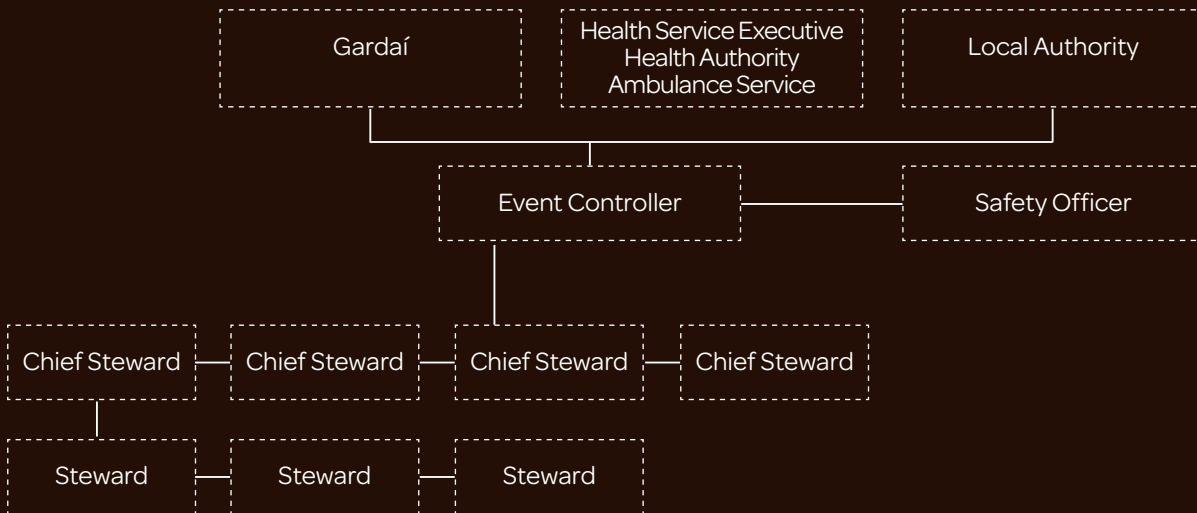 Gardaí
Health Service Executive
Health Authority
Ambulance Service
Local Authority
Event Controller
Safety Officer
Chief Steward
Chief Steward
Chief Steward
Chief Steward
Steward
Steward
Steward